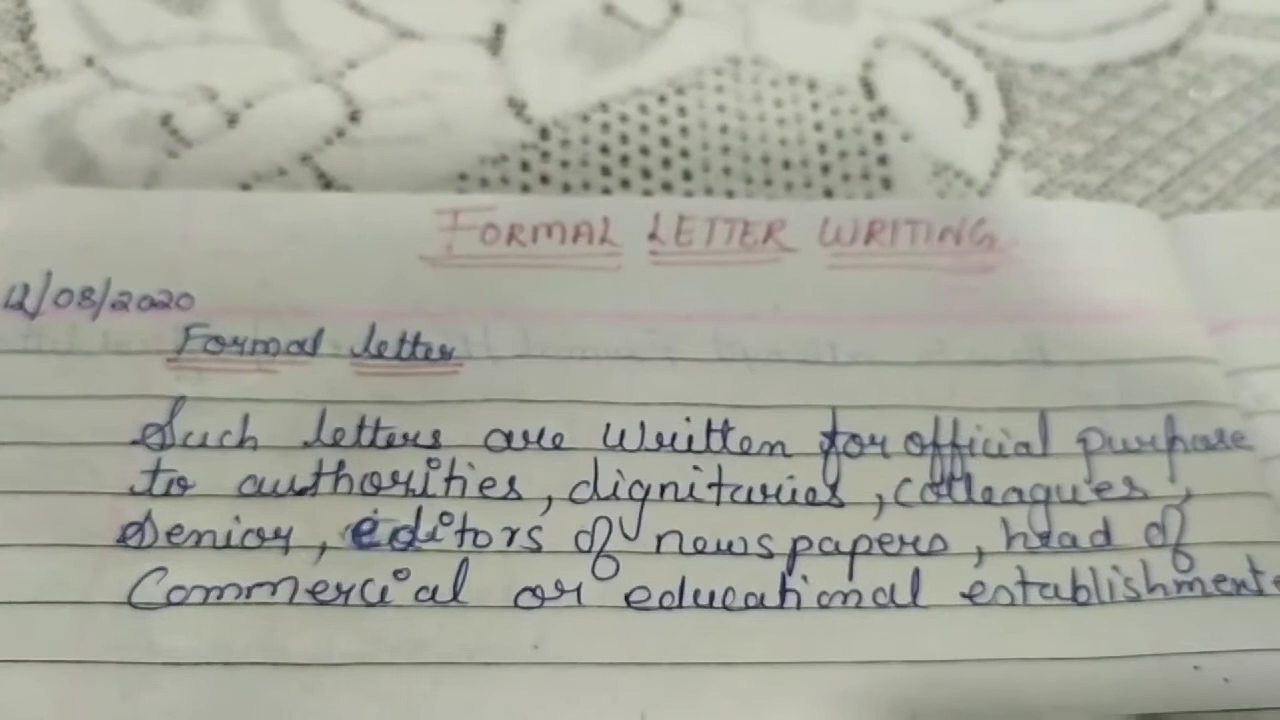 FORMAL LETTER WRITING
12/08/2020
Formal letter
Such letters are written for official purpose
to authorities, dignitaries, colleagues,
Senior, editors of newspapers, head of
Commercial or educational establishments